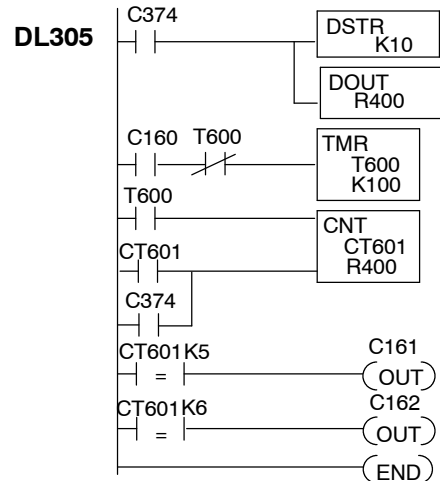 DL305
C374
DSTR
K10
DOUT
R400
C160 T600
TMR
T600
K100
T600
CNT
CT601
R400
CT601
C374
CT601 K5
=
C161
OUT
CT601 K6
=
C162
OUT
END